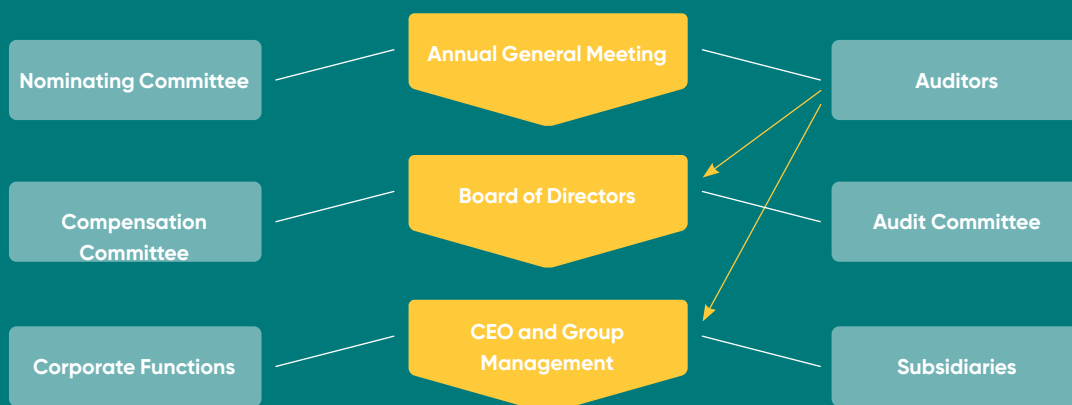 Annual General Meeting
Nominating Committee
Auditors
Board of Directors
Compensation
Committee
Audit Committee
CEO and Group
Management
Corporate Functions
Subsidiaries